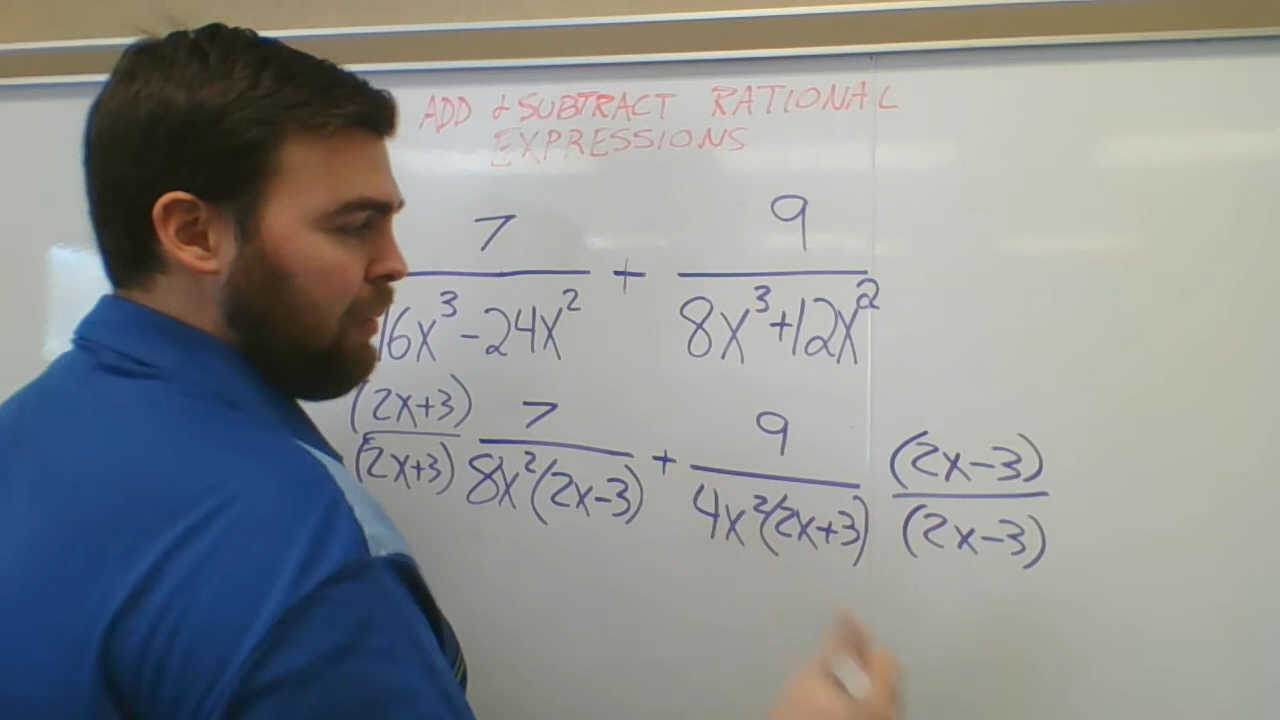 ADD & SUBTRACT RATIONAL
EXPRESSIONS
7 9
16x³-24x² + 8x³+12x²
(2x+3) 7 9 (2x-3)
(2x+3) 8x²(2x-3) + 4x²(2x+3) (2x-3)